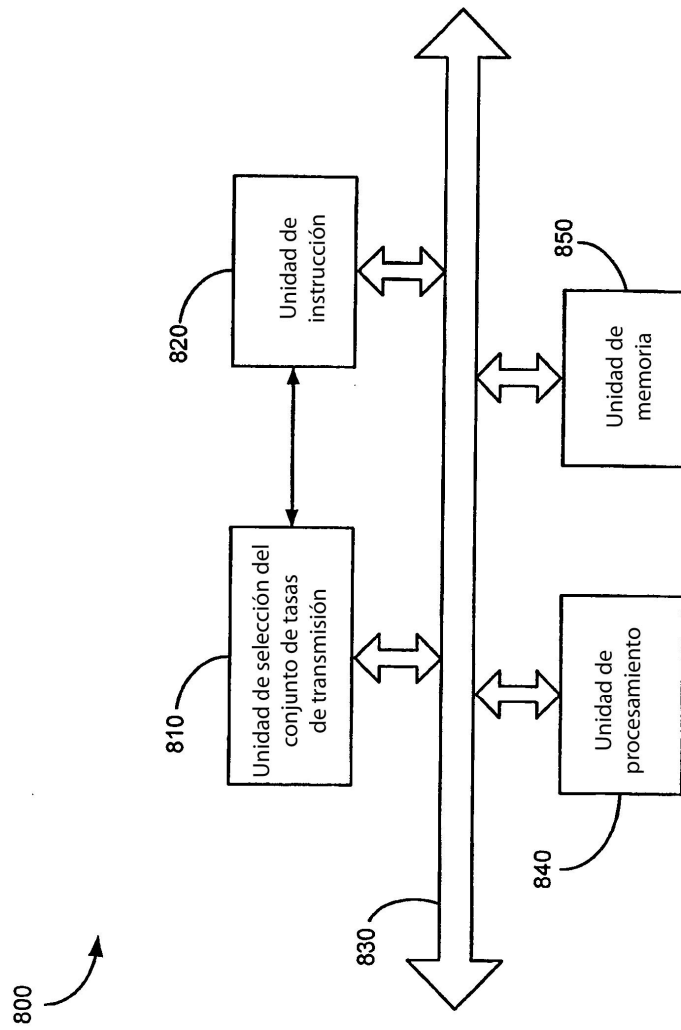 800
810
Unidad de selección del
conjunto de tasas
de transmisión
820
Unidad de
instrucción
830
840
Unidad de
procesamiento
850
Unidad de
memoria